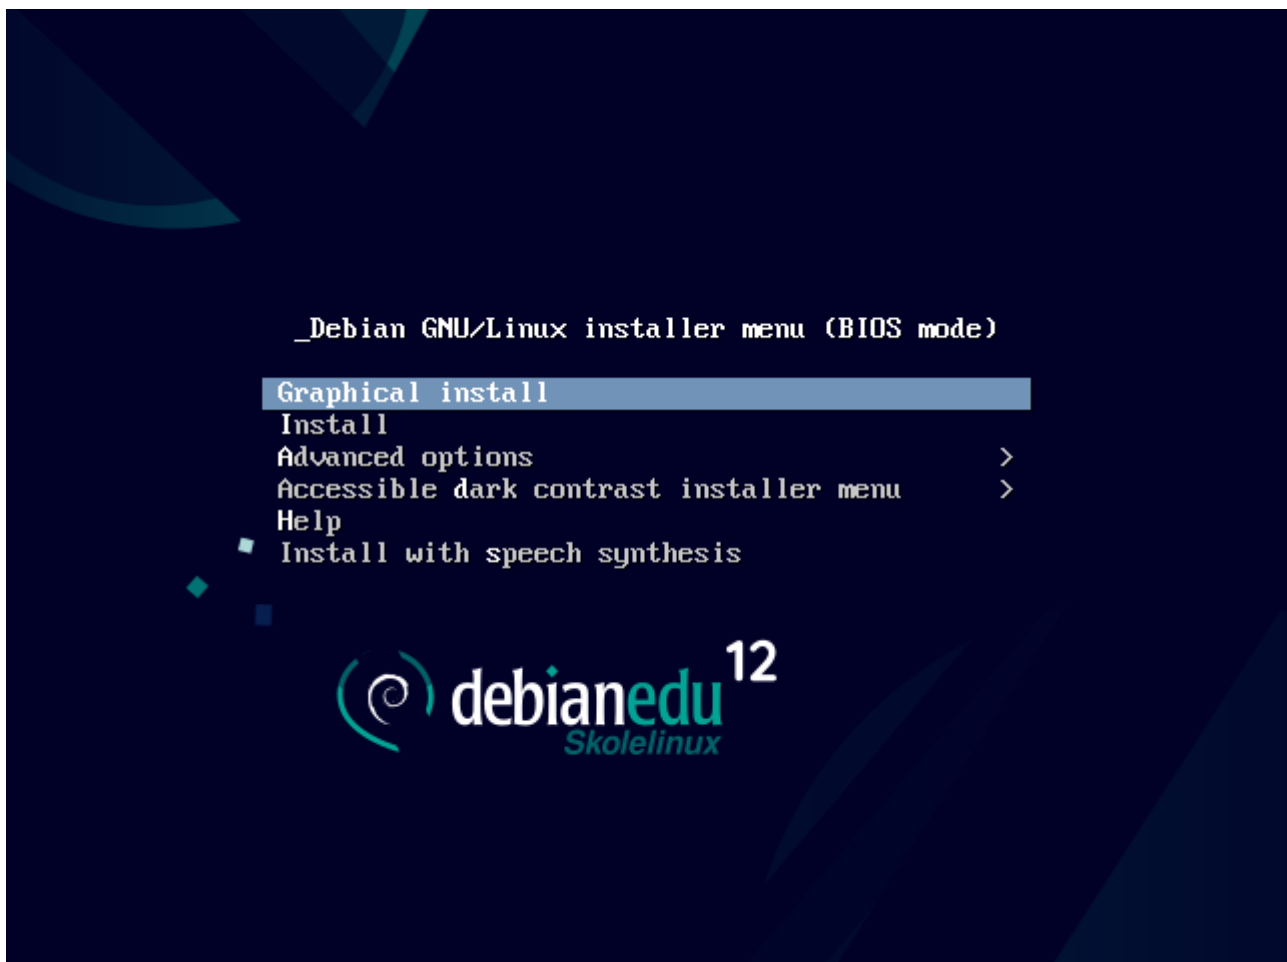 _Debian GNU/Linux installer menu (BIOS mode)
Graphical install
Install
Advanced options >
Accessible dark contrast installer menu >
Help
Install with speech synthesis
debianedu 12
Skolelinux